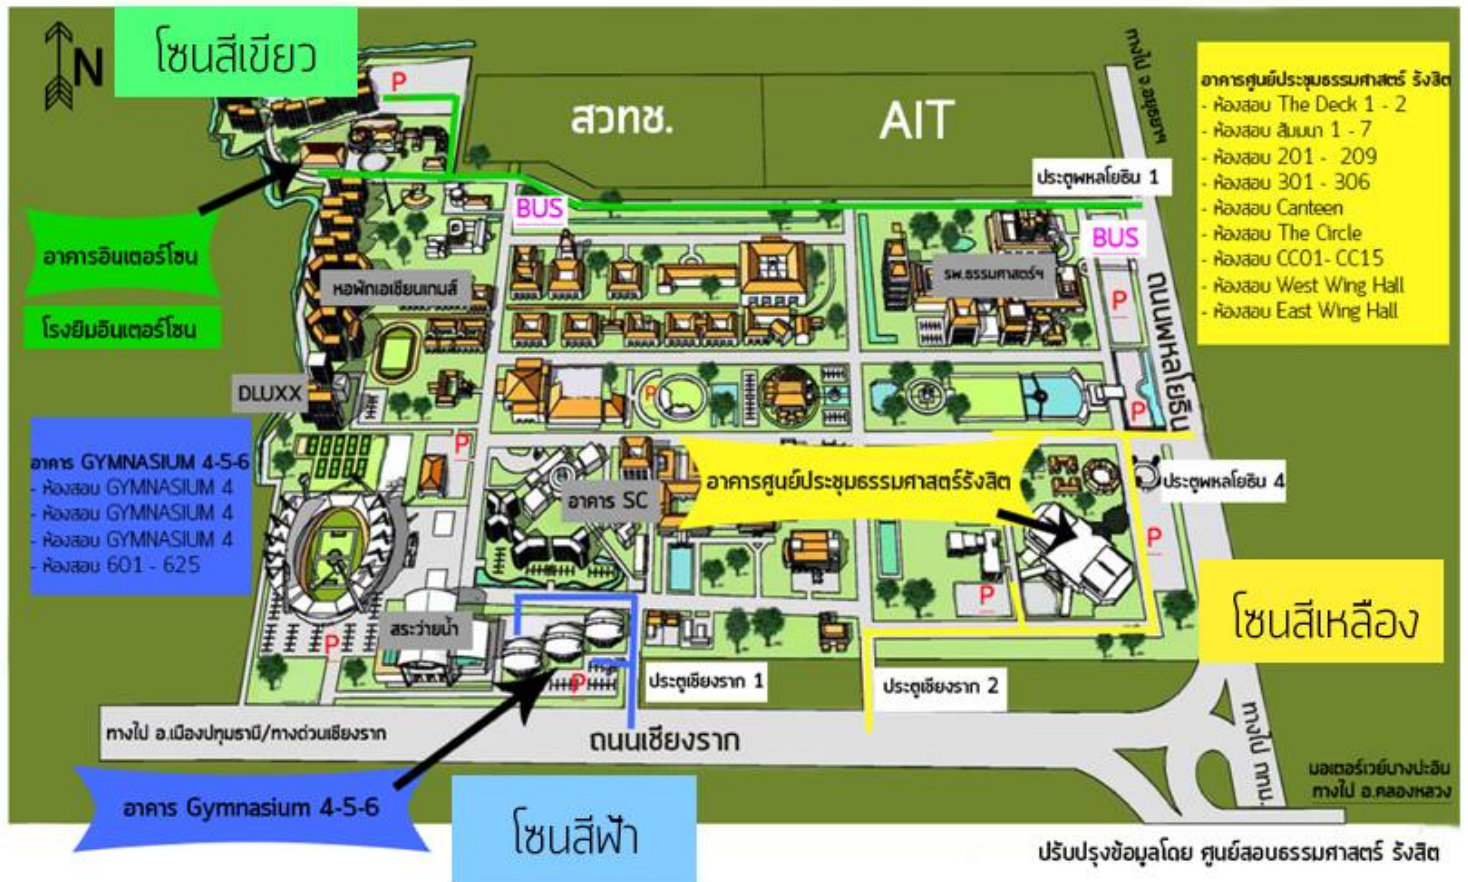 N
โซนสีเขียว
P
สวทช.
AIT
ทางไป จ.อยุธยา
อาคารศูนย์ประชุมธรรมศาสตร์ รังสิต
- ห้องสอบ The Deck 1 - 2
- ห้องสอบ สัมมนา 1 - 7
- ห้องสอบ 201 - 209
- ห้องสอบ 301 - 306
- ห้องสอบ Canteen
- ห้องสอบ The Circle
- ห้องสอบ CC01- CC15
- ห้องสอบ West Wing Hall
- ห้องสอบ East Wing Hall
ประตูพหลโยธิน 1
BUS
BUS
อาคารอินเตอร์โซน
โรงยิมอินเตอร์โซน
หอพักเอเชียนเกมส์
รพ.ธรรมศาสตร์ฯ
P
ถนนพหลโยธิน
DLUXX
P
P
P
อาคาร GYMNASIUM 4-5-6
- ห้องสอบ GYMNASIUM 4
- ห้องสอบ GYMNASIUM 4
- ห้องสอบ GYMNASIUM 4
- ห้องสอบ 601 - 625
อาคาร SC
อาคารศูนย์ประชุมธรรมศาสตร์รังสิต
ประตูพหลโยธิน 4
P
P
โซนสีเหลือง
สระว่ายน้ำ
P
P
ประตูเชียงราก 1
ประตูเชียงราก 2
ทางไป อ.เมืองปทุมธานี/ทางด่วนเชียงราก
ถนนเชียงราก
ทางไป กทม.
มอเตอร์เวย์บางปะอิน
ทางไป อ.คลองหลวง
อาคาร Gymnasium 4-5-6
โซนสีฟ้า
ปรับปรุงข้อมูลโดย ศูนย์สอบธรรมศาสตร์ รังสิต